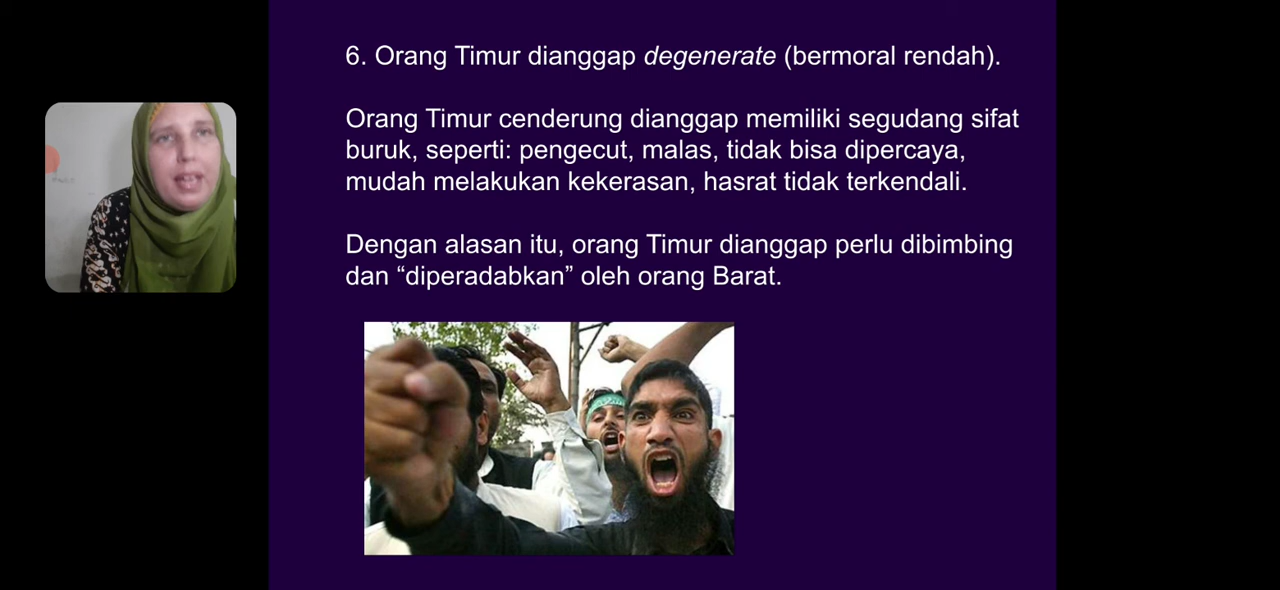 6. Orang Timur dianggap degenerate (bermoral rendah).
Orang Timur cenderung dianggap memiliki segudang sifat
buruk, seperti: pengecut, malas, tidak bisa dipercaya,
mudah melakukan kekerasan, hasrat tidak terkendali.
Dengan alasan itu, orang Timur dianggap perlu dibimbing
dan “diperadabkan” oleh orang Barat.